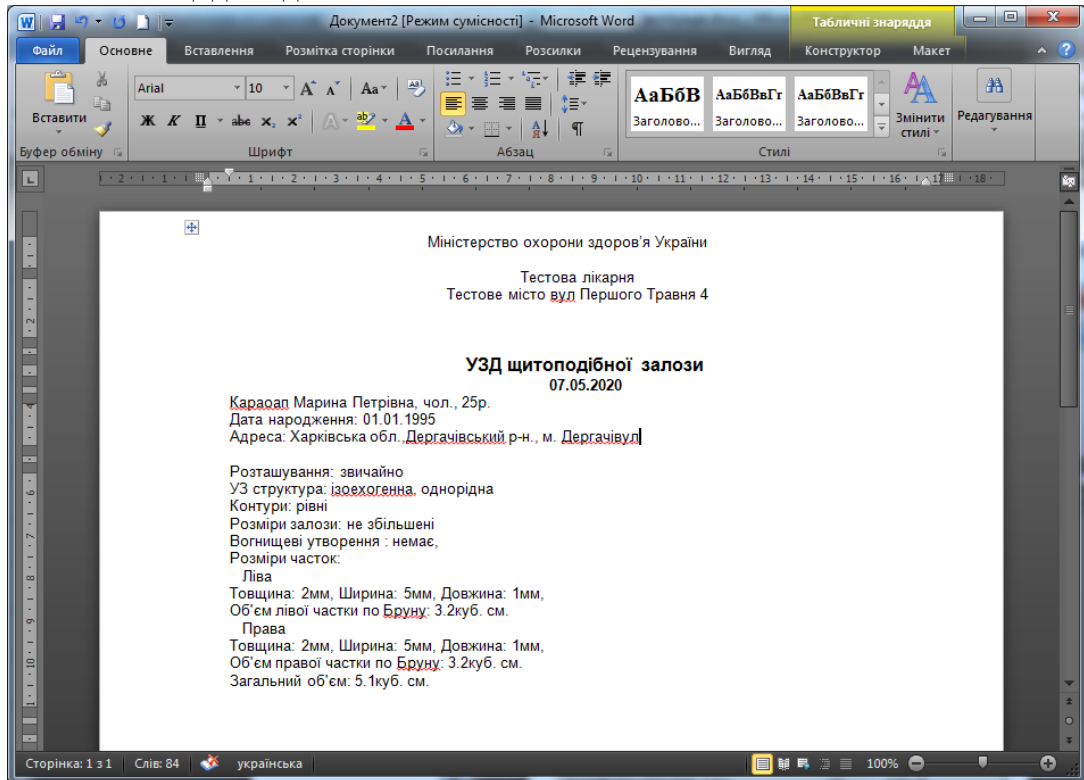 Документ2 [Режим сумісності] - Microsoft Word
Табличні знаряддя
Файл Основне Вставлення Розмітка сторінки Посилання Розсилки Рецензування Вигляд Конструктор Макет
Вставити
Arial 10
Ж К П abc x₂ x²
АаБбВ АаБбВвГг АаБбВвГг
Заголово... Заголово... Заголово...
Змінити стилі
Редагування
Буфер обміну Шрифт Абзац Стилі
Міністерство охорони здоров’я України
Тестова лікарня
Тестове місто вул Першого Травня 4
УЗД щитоподібної залози
07.05.2020
Караоап Марина Петрівна, чол., 25р.
Дата народження: 01.01.1995
Адреса: Харківська обл.,Дергачівський р-н., м. Дергачівул
Розташування: звичайно
УЗ структура: ізоехогенна, однорідна
Контури: рівні
Розміри залози: не збільшені
Вогнищеві утворення : немає,
Розміри часток:
Ліва
Товщина: 2мм, Ширина: 5мм, Довжина: 1мм,
Об'єм лівої частки по Бруну: 3.2куб. см.
Права
Товщина: 2мм, Ширина: 5мм, Довжина: 1мм,
Об'єм правої частки по Бруну: 3.2куб. см.
Загальний об'єм: 5.1куб. см.
Сторінка: 1 з 1 Слів: 84 українська 100%